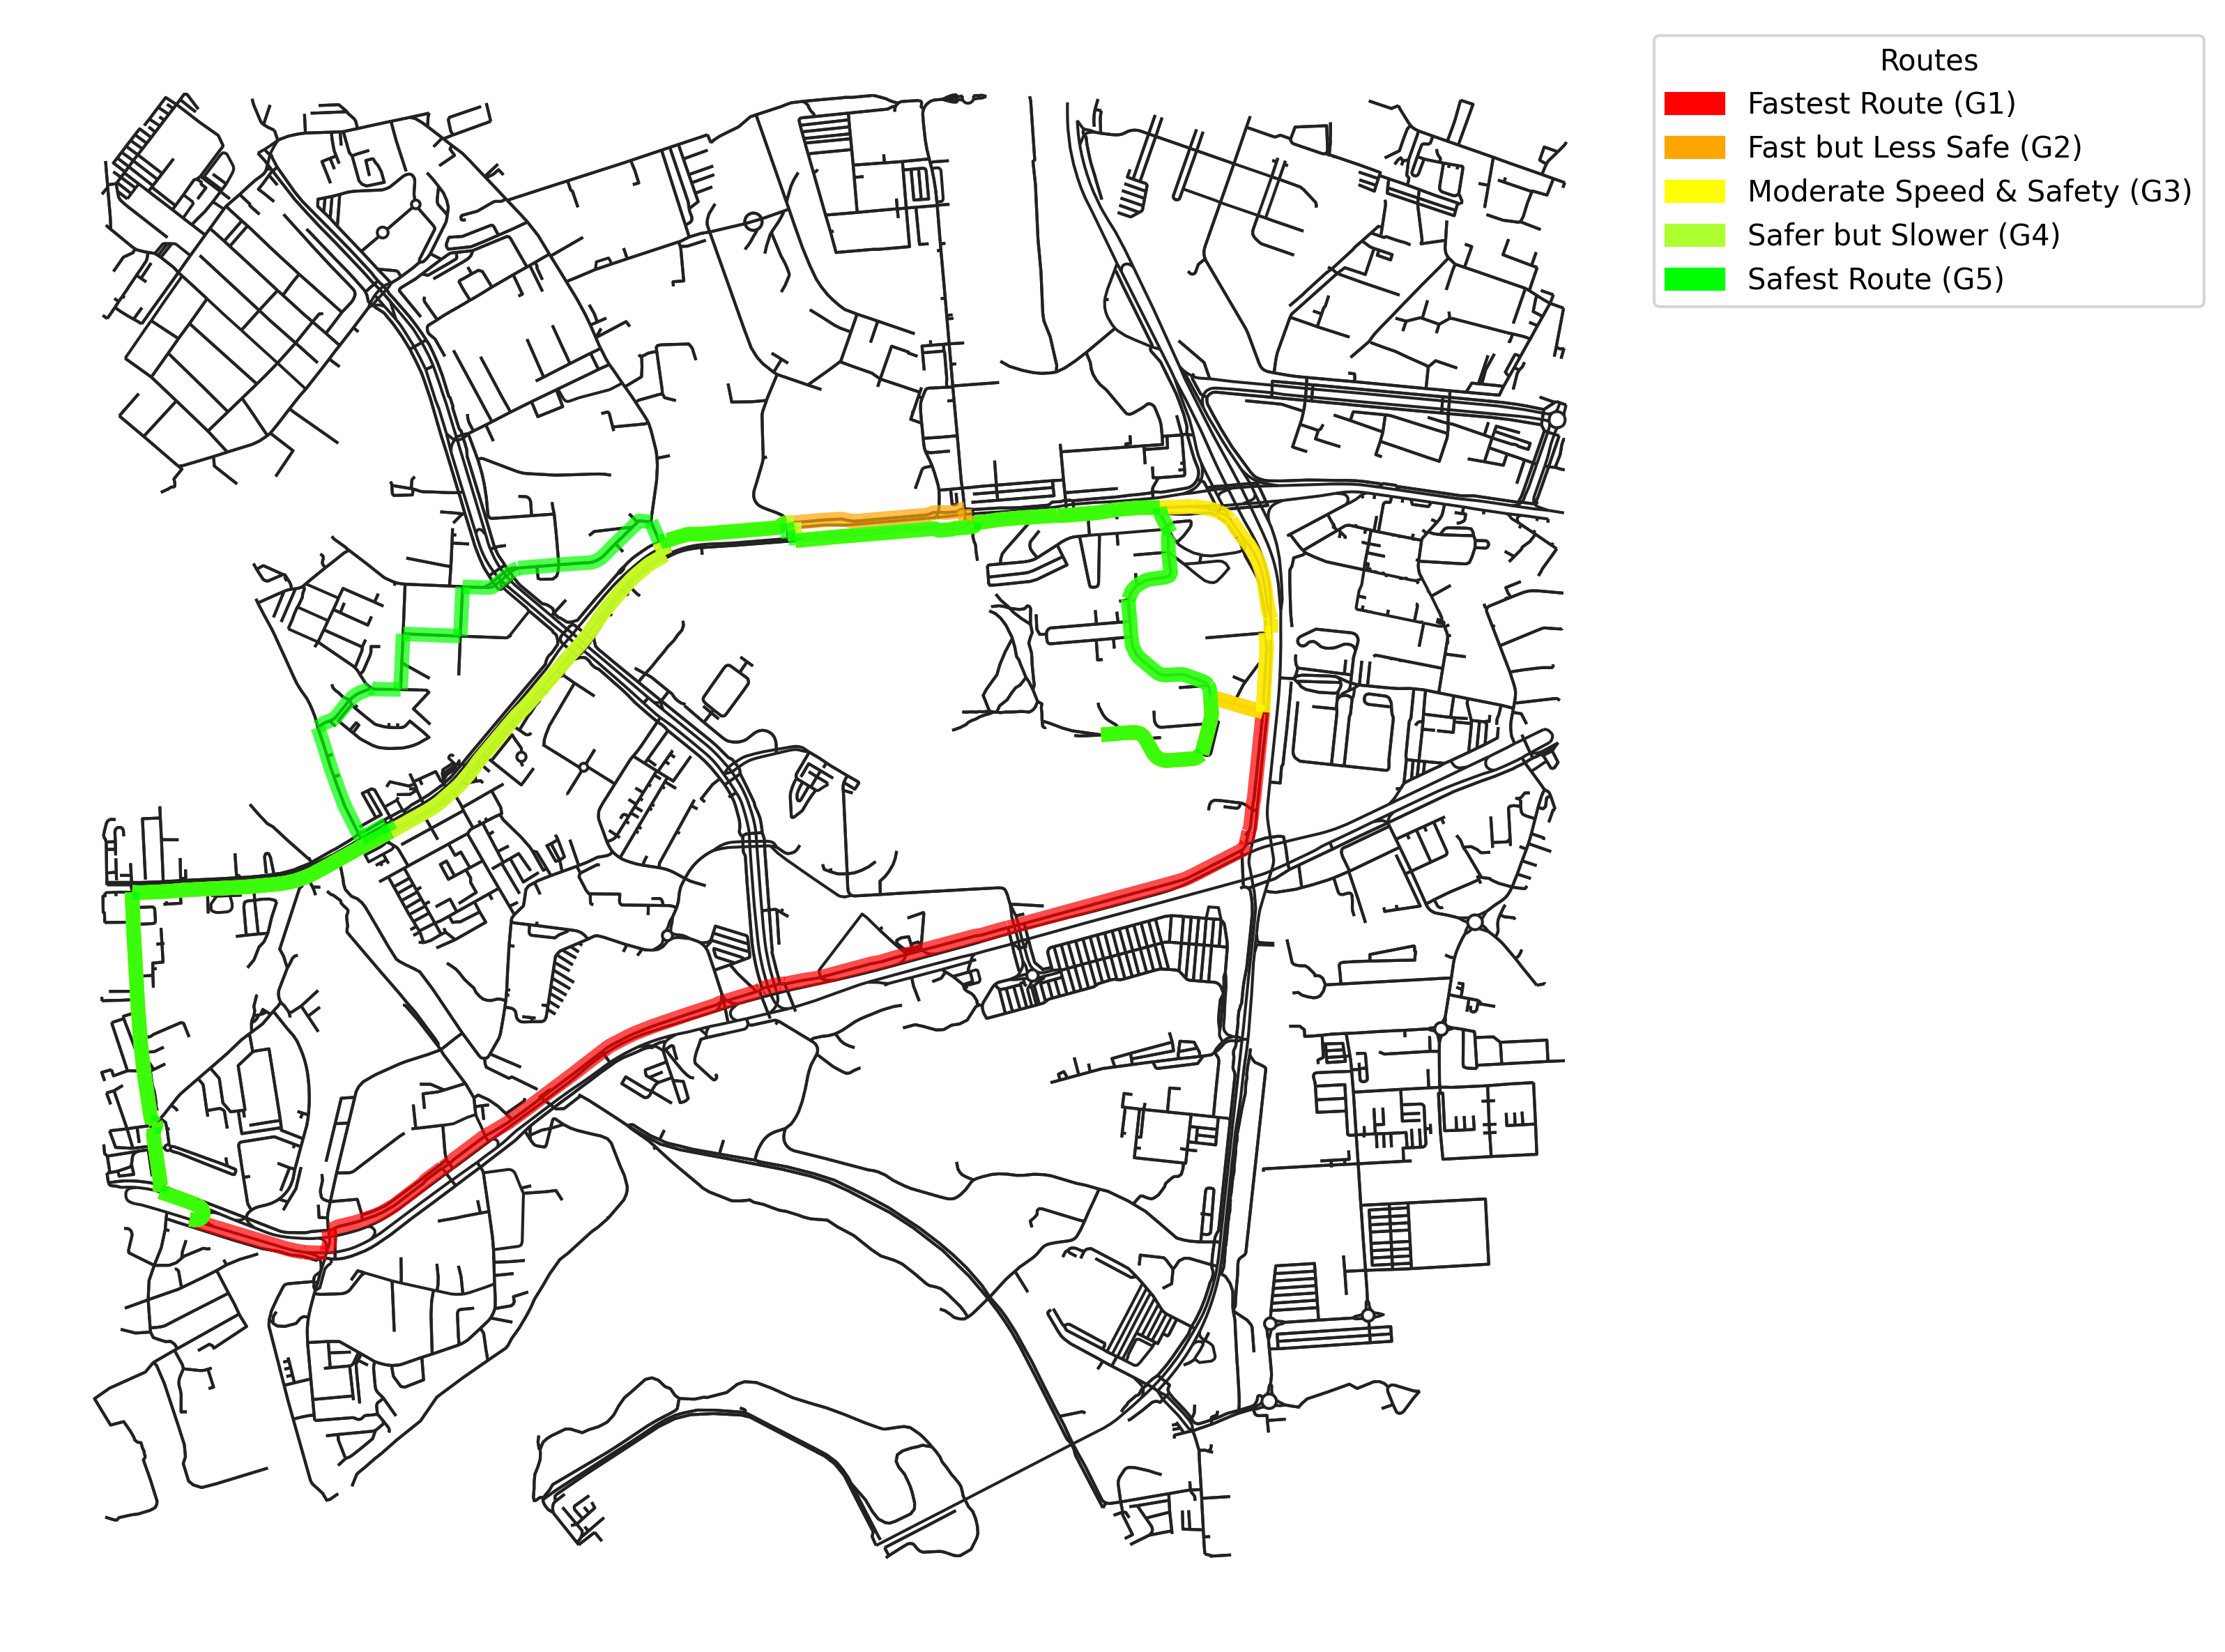 Routes
Fastest Route (G1)
Fast but Less Safe (G2)
Moderate Speed & Safety (G3)
Safer but Slower (G4)
Safest Route (G5)